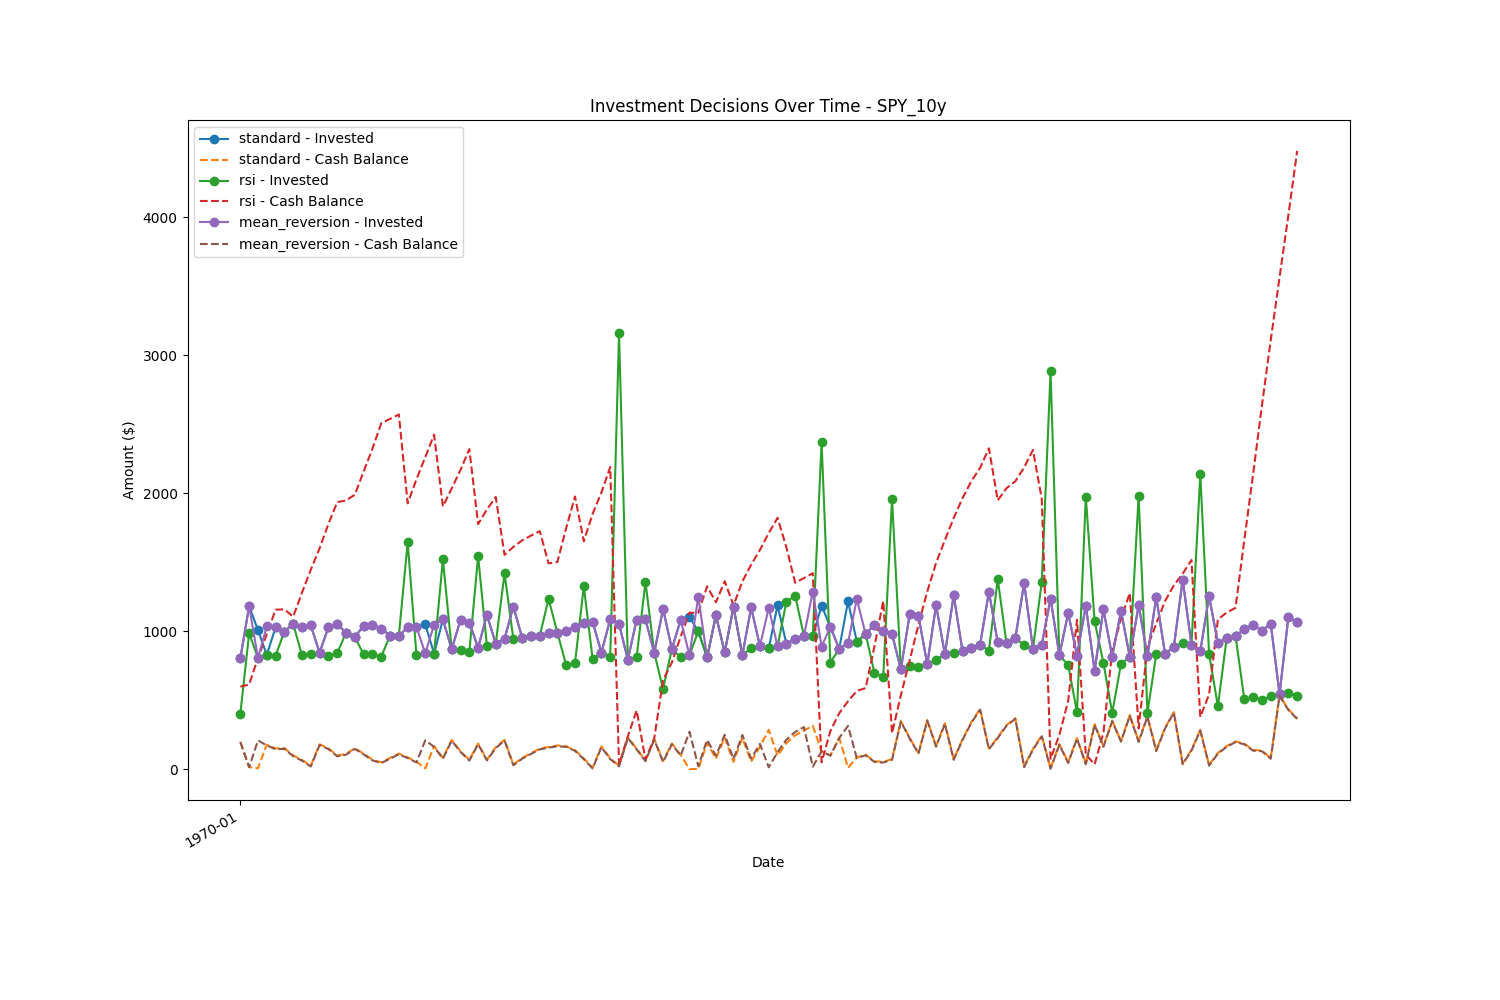 Investment Decisions Over Time - SPY_10y
standard - Invested
standard - Cash Balance
rsi - Invested
rsi - Cash Balance
mean_reversion - Invested
mean_reversion - Cash Balance
4000
3000
2000
1000
0
Amount ($)
1970-01
Date